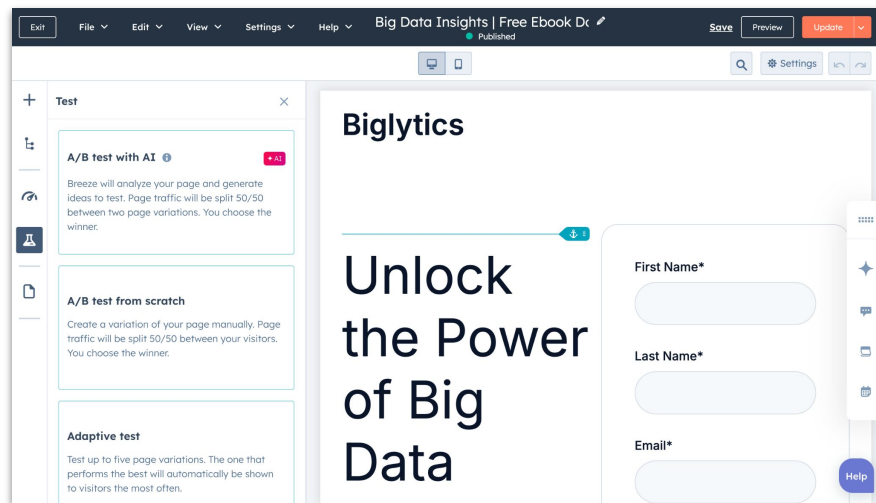 Exit File Edit View Settings Help Big Data Insights | Free Ebook Do Save Preview Update
Published
Settings
Test
A/B test with AI AI
Breeze will analyze your page and generate
ideas to test. Page traffic will be split 50/50
between two page variations. You choose the
winner.
A/B test from scratch
Create a variation of your page manually. Page
traffic will be split 50/50 between your visitors.
You choose the winner.
Adaptive test
Test up to five page variations. The one that
performs the best will automatically be shown
to visitors the most often.
Biglytics
Unlock
the Power
of Big
Data
First Name*
Last Name*
Email*
Help